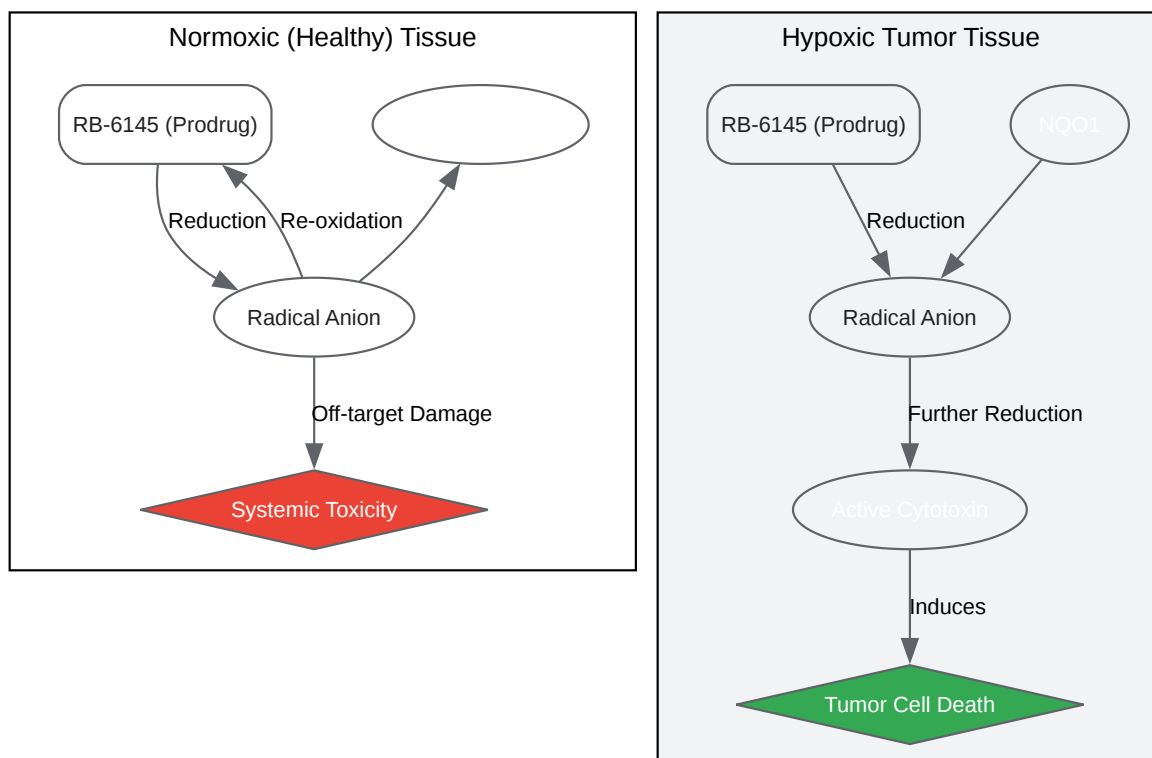 Normoxic (Healthy) Tissue
RB-6145 (Prodrug)
Reduction
Re-oxidation
Radical Anion
Off-target Damage
Systemic Toxicity
Hypoxic Tumor Tissue
RB-6145 (Prodrug)
NQO1
Reduction
Radical Anion
Further Reduction
Active Cytotoxin
Induces
Tumor Cell Death